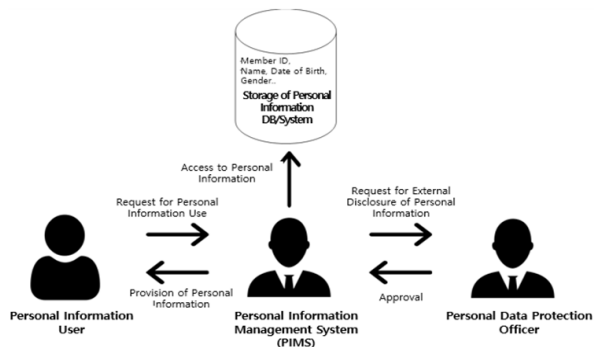 Member ID,
Name, Date of Birth,
Gender..
Storage of Personal
Information
DB/System
Access to Personal
Information
Request for Personal
Information Use
Request for External
Disclosure of Personal
Information
Provision of Personal
Information
Approval
Personal Information
User
Personal Information
Management System
(PIMS)
Personal Data Protection
Officer